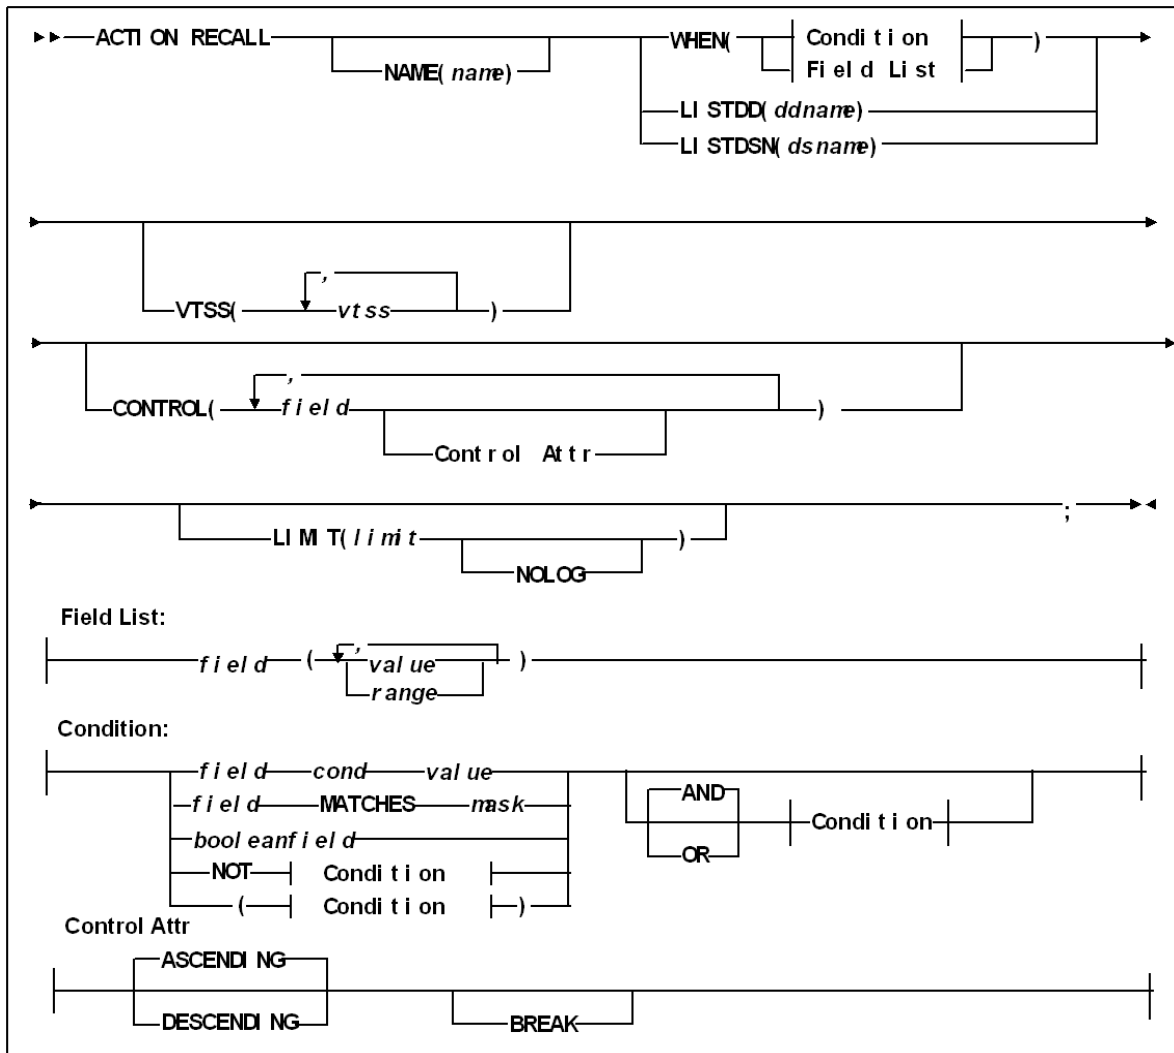 ACTION RECALL NAME(name) WHEN( Condition )
Field List
LISTDD(ddname)
LISTDSN(dsname)
,
VTSS( vtss )
,
CONTROL( field )
Control Attr
LIMIT(limit ) ;
NOLOG
Field List:
,
field ( value )
range
Condition:
field cond value AND
field MATCHES mask Condition
booleanfield OR
NOT Condition
( Condition )
Control Attr
ASCENDING
DESCENDING BREAK